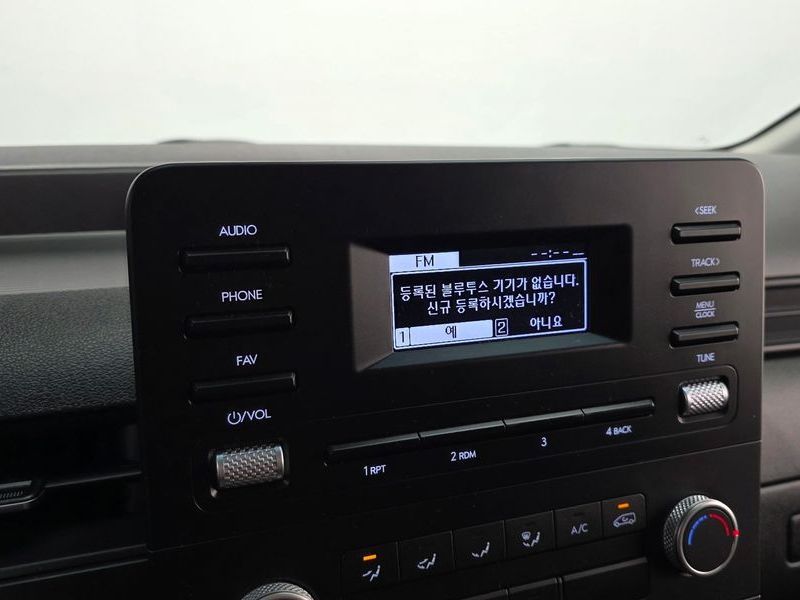 AUDIO
PHONE
FAV
/VOL
FM
--:--
등록된 블루투스 기기가 없습니다.
신규 등록하시겠습니까?
1 예 2 아니요
<SEEK
TRACK>
MENU
CLOCK
TUNE
1 RPT
2 RDM
3
4 BACK
A/C